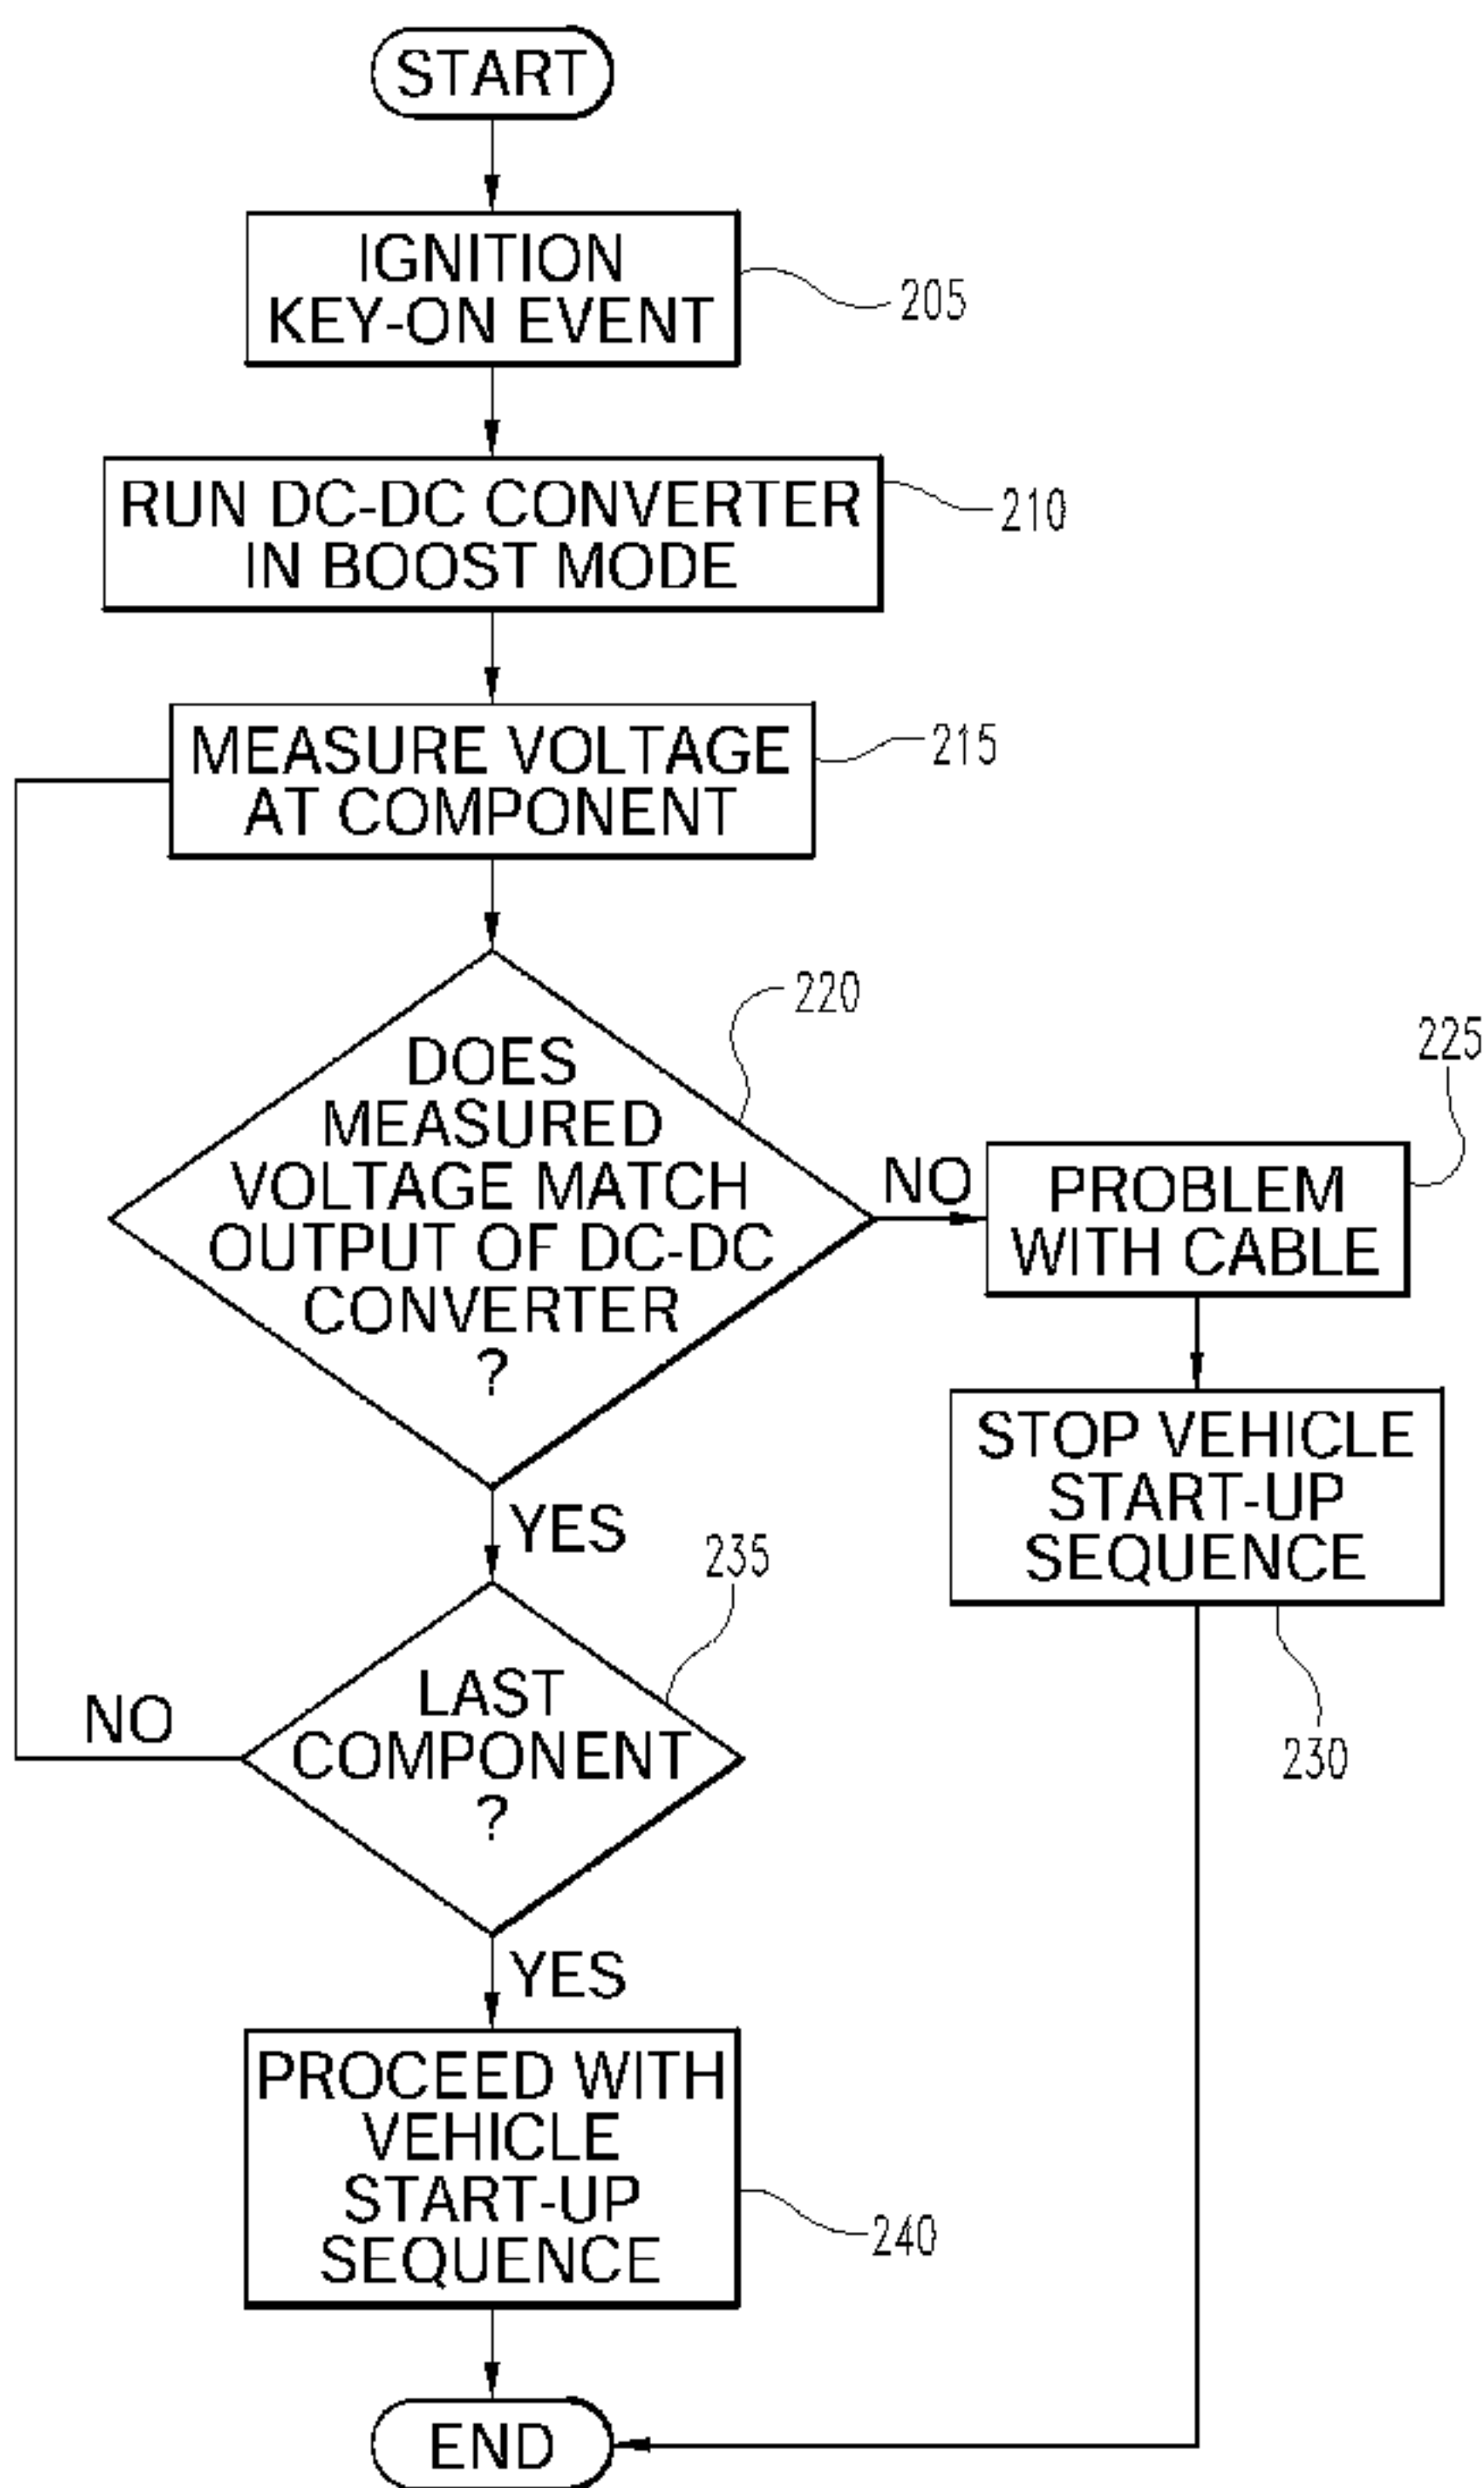 START
IGNITION
KEY-ON EVENT
205
RUN DC-DC CONVERTER
IN BOOST MODE
210
MEASURE VOLTAGE
AT COMPONENT
215
DOES
MEASURED
VOLTAGE MATCH
OUTPUT OF DC-DC
CONVERTER
?
220
NO
PROBLEM
WITH CABLE
225
STOP VEHICLE
START-UP
SEQUENCE
230
YES
LAST
COMPONENT
?
235
NO
YES
PROCEED WITH
VEHICLE
START-UP
SEQUENCE
240
END